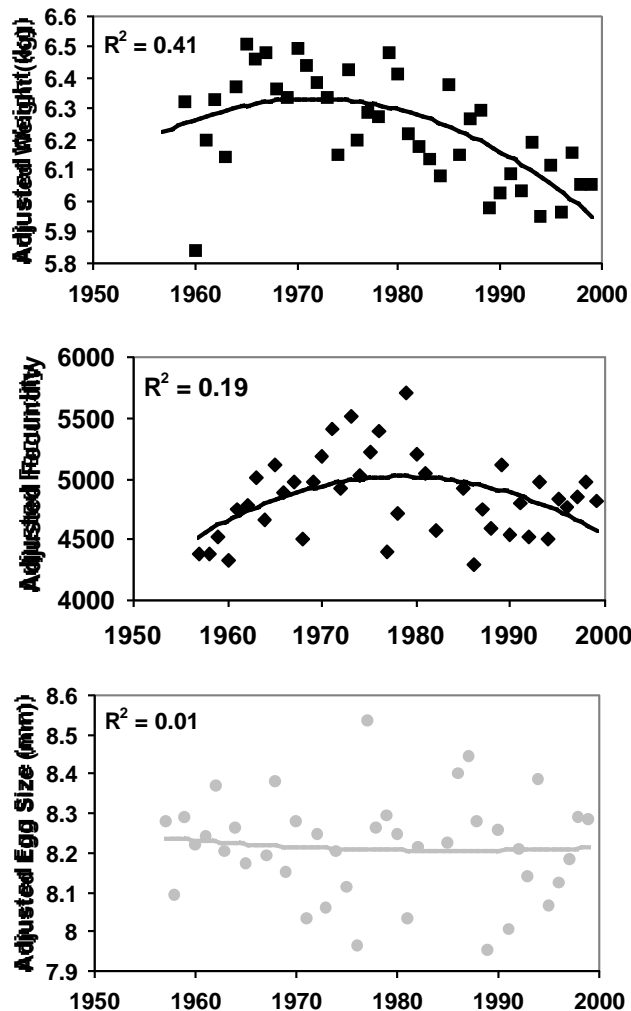 Adjusted Weight (kg)
6.6
6.5
6.4
6.3
6.2
6.1
6
5.9
5.8
R² = 0.41
1950 1960 1970 1980 1990 2000
Adjusted Fecundity
6000
5500
5000
4500
4000
R² = 0.19
1950 1960 1970 1980 1990 2000
Adjusted Egg Size (mm)
8.6
8.5
8.4
8.3
8.2
8.1
8
7.9
R² = 0.01
1950 1960 1970 1980 1990 2000